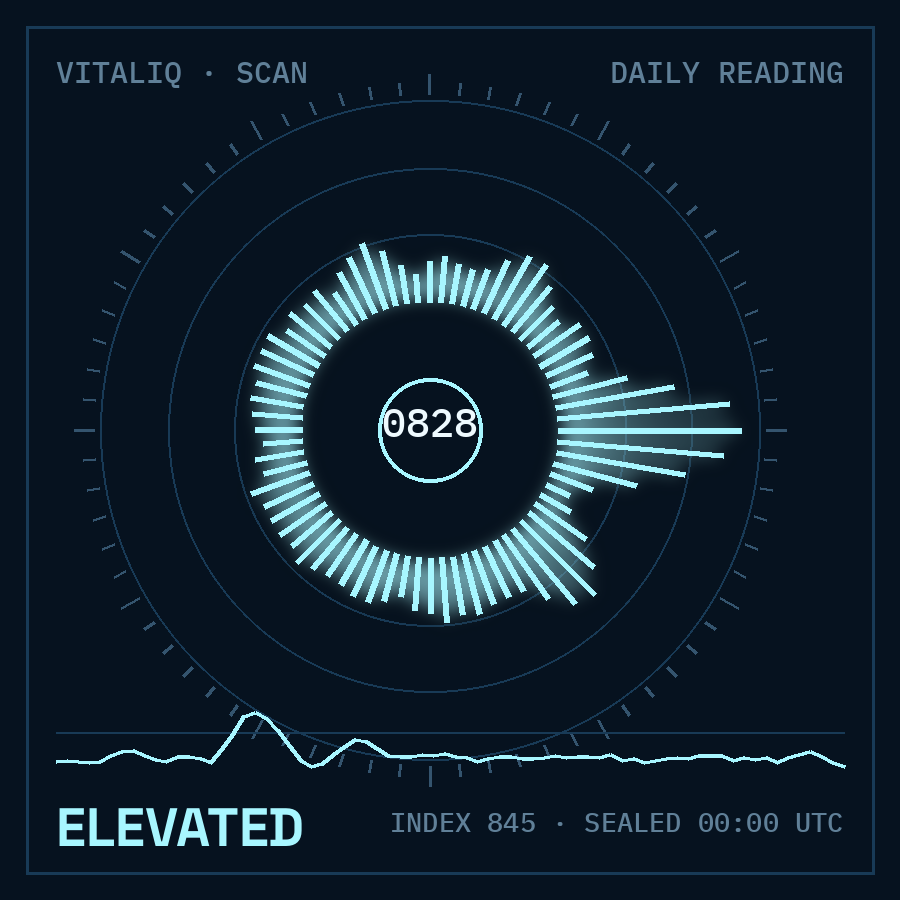 VITALIQ · SCAN
DAILY READING
0828
ELEVATED
INDEX 845 · SEALED 00:00 UTC